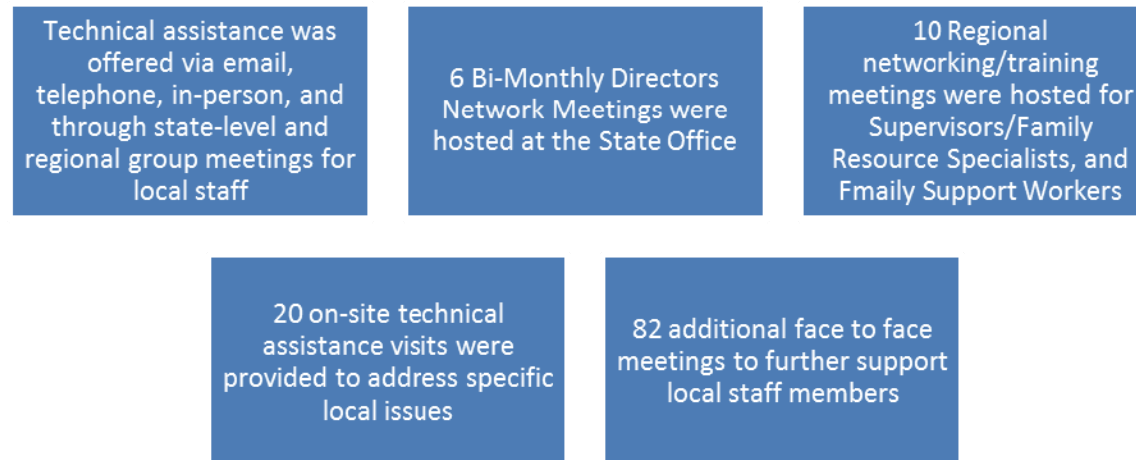 Technical assistance was
offered via email,
telephone, in-person, and
through state-level and
regional group meetings for
local staff
6 Bi-Monthly Directors
Network Meetings were
hosted at the State Office
10 Regional
networking/training
meetings were hosted for
Supervisors/Family
Resource Specialists, and
Fmaily Support Workers
20 on-site technical
assistance visits were
provided to address specific
local issues
82 additional face to face
meetings to further support
local staff members